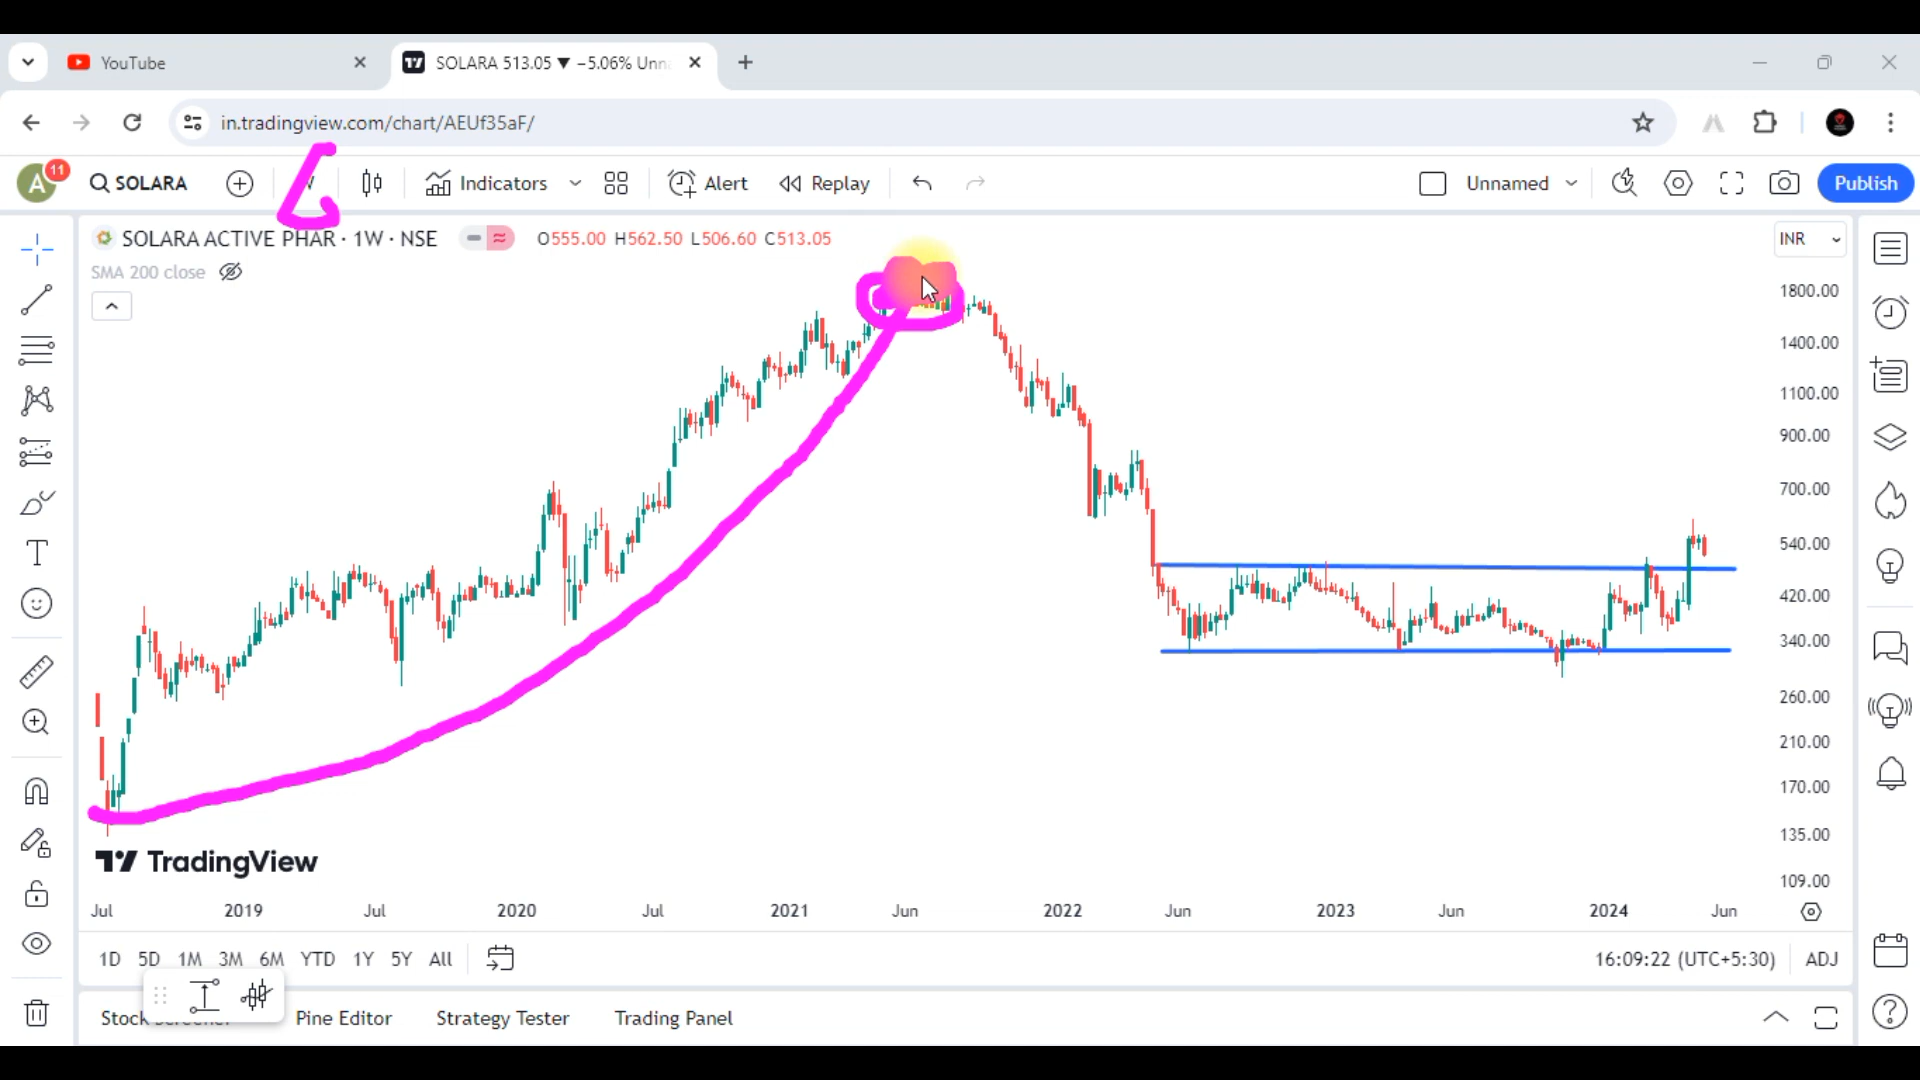 YouTube
SOLARA 513.05 ▼ −5.06% Unna
in.tradingview.com/chart/AEUf35aF/
A 11 SOLARA Indicators Alert Replay Unnamed Publish
SOLARA ACTIVE PHAR · 1W · NSE O555.00 H562.50 L506.60 C513.05 INR
SMA 200 close
1800.00
1400.00
1100.00
900.00
700.00
540.00
420.00
340.00
260.00
210.00
170.00
135.00
109.00
TradingView
Jul 2019 Jul 2020 Jul 2021 Jun 2022 Jun 2023 Jun 2024 Jun
1D 5D 1M 3M 6M YTD 1Y 5Y All 16:09:22 (UTC+5:30) ADJ
Stock Screener Pine Editor Strategy Tester Trading Panel